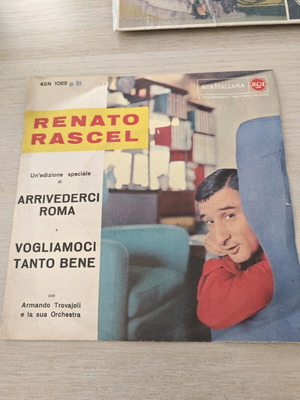 45N 1069
RCA ITALIANA
RCA
RENATO
RASCEL
Un'edizione speciale
di
ARRIVEDERCI
ROMA
VOGLIAMOCI
TANTO BENE
con
Armando Trovajoli
e la sua Orchestra